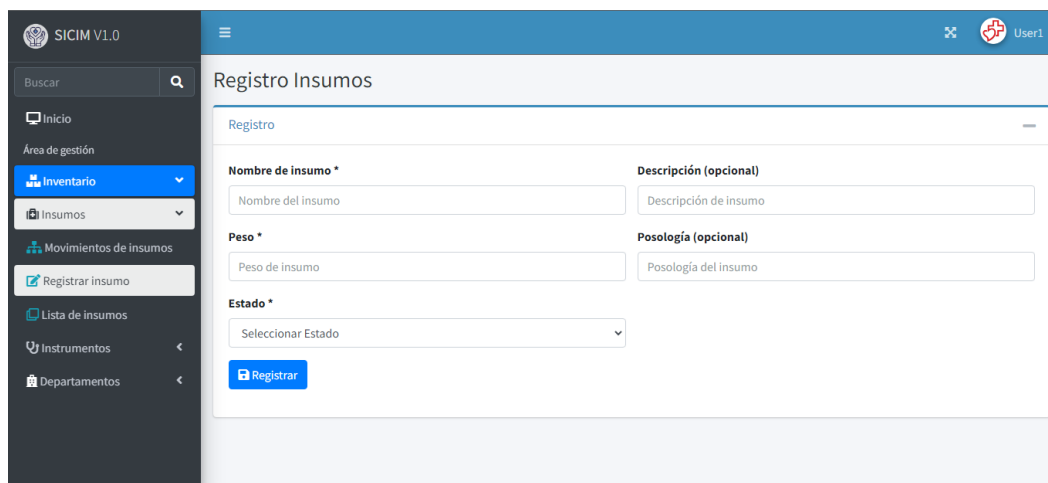 SICIM V1.0
User1
Buscar
Inicio
Área de gestión
Inventario
Insumos
Movimientos de insumos
Registrar insumo
Lista de insumos
Instrumentos
Departamentos
Registro Insumos
Registro
Nombre de insumo *
Nombre del insumo
Descripción (opcional)
Descripción de insumo
Peso *
Peso de insumo
Posología (opcional)
Posología del insumo
Estado *
Seleccionar Estado
Registrar